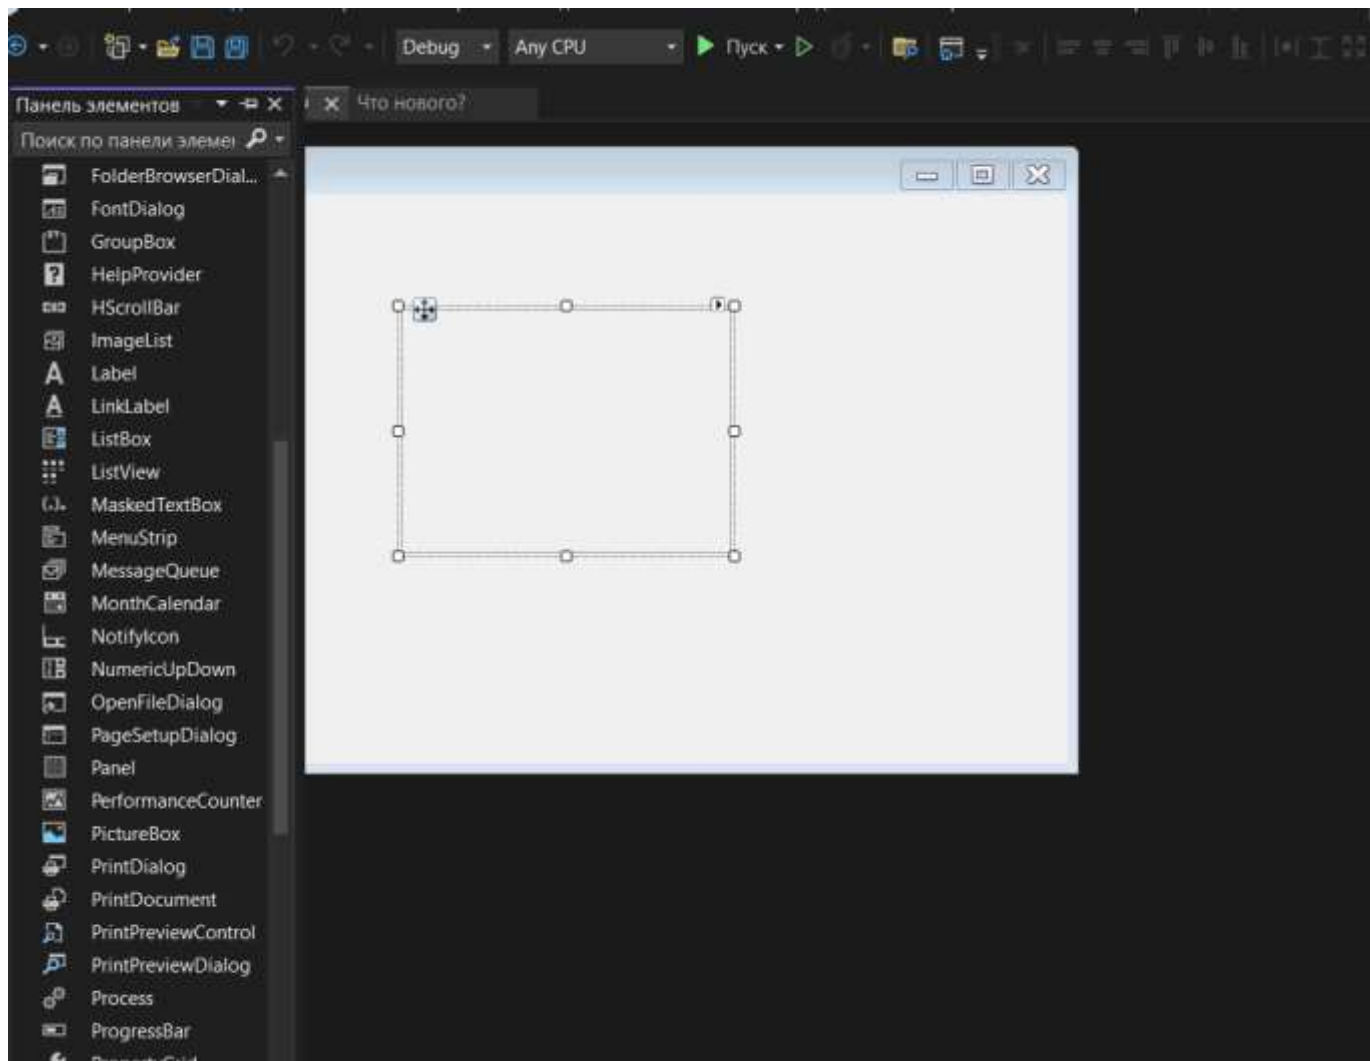 Debug Any CPU Пуск
Панель элементов Что нового?
Поиск по панели элемен
FolderBrowserDial...
FontDialog
GroupBox
HelpProvider
HScrollBar
ImageList
Label
LinkLabel
ListBox
ListView
MaskedTextBox
MenuStrip
MessageQueue
MonthCalendar
NotifyIcon
NumericUpDown
OpenFileDialog
PageSetupDialog
Panel
PerformanceCounter
PictureBox
PrintDialog
PrintDocument
PrintPreviewControl
PrintPreviewDialog
Process
ProgressBar